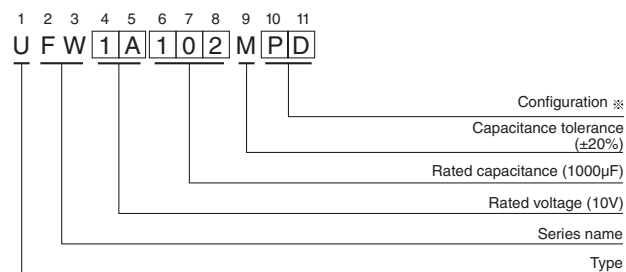 1 2 3 4 5 6 7 8 9 10 11
U F W 1 A 1 0 2 M P D
Configuration ※
Capacitance tolerance
(±20%)
Rated capacitance (1000µF)
Rated voltage (10V)
Series name
Type